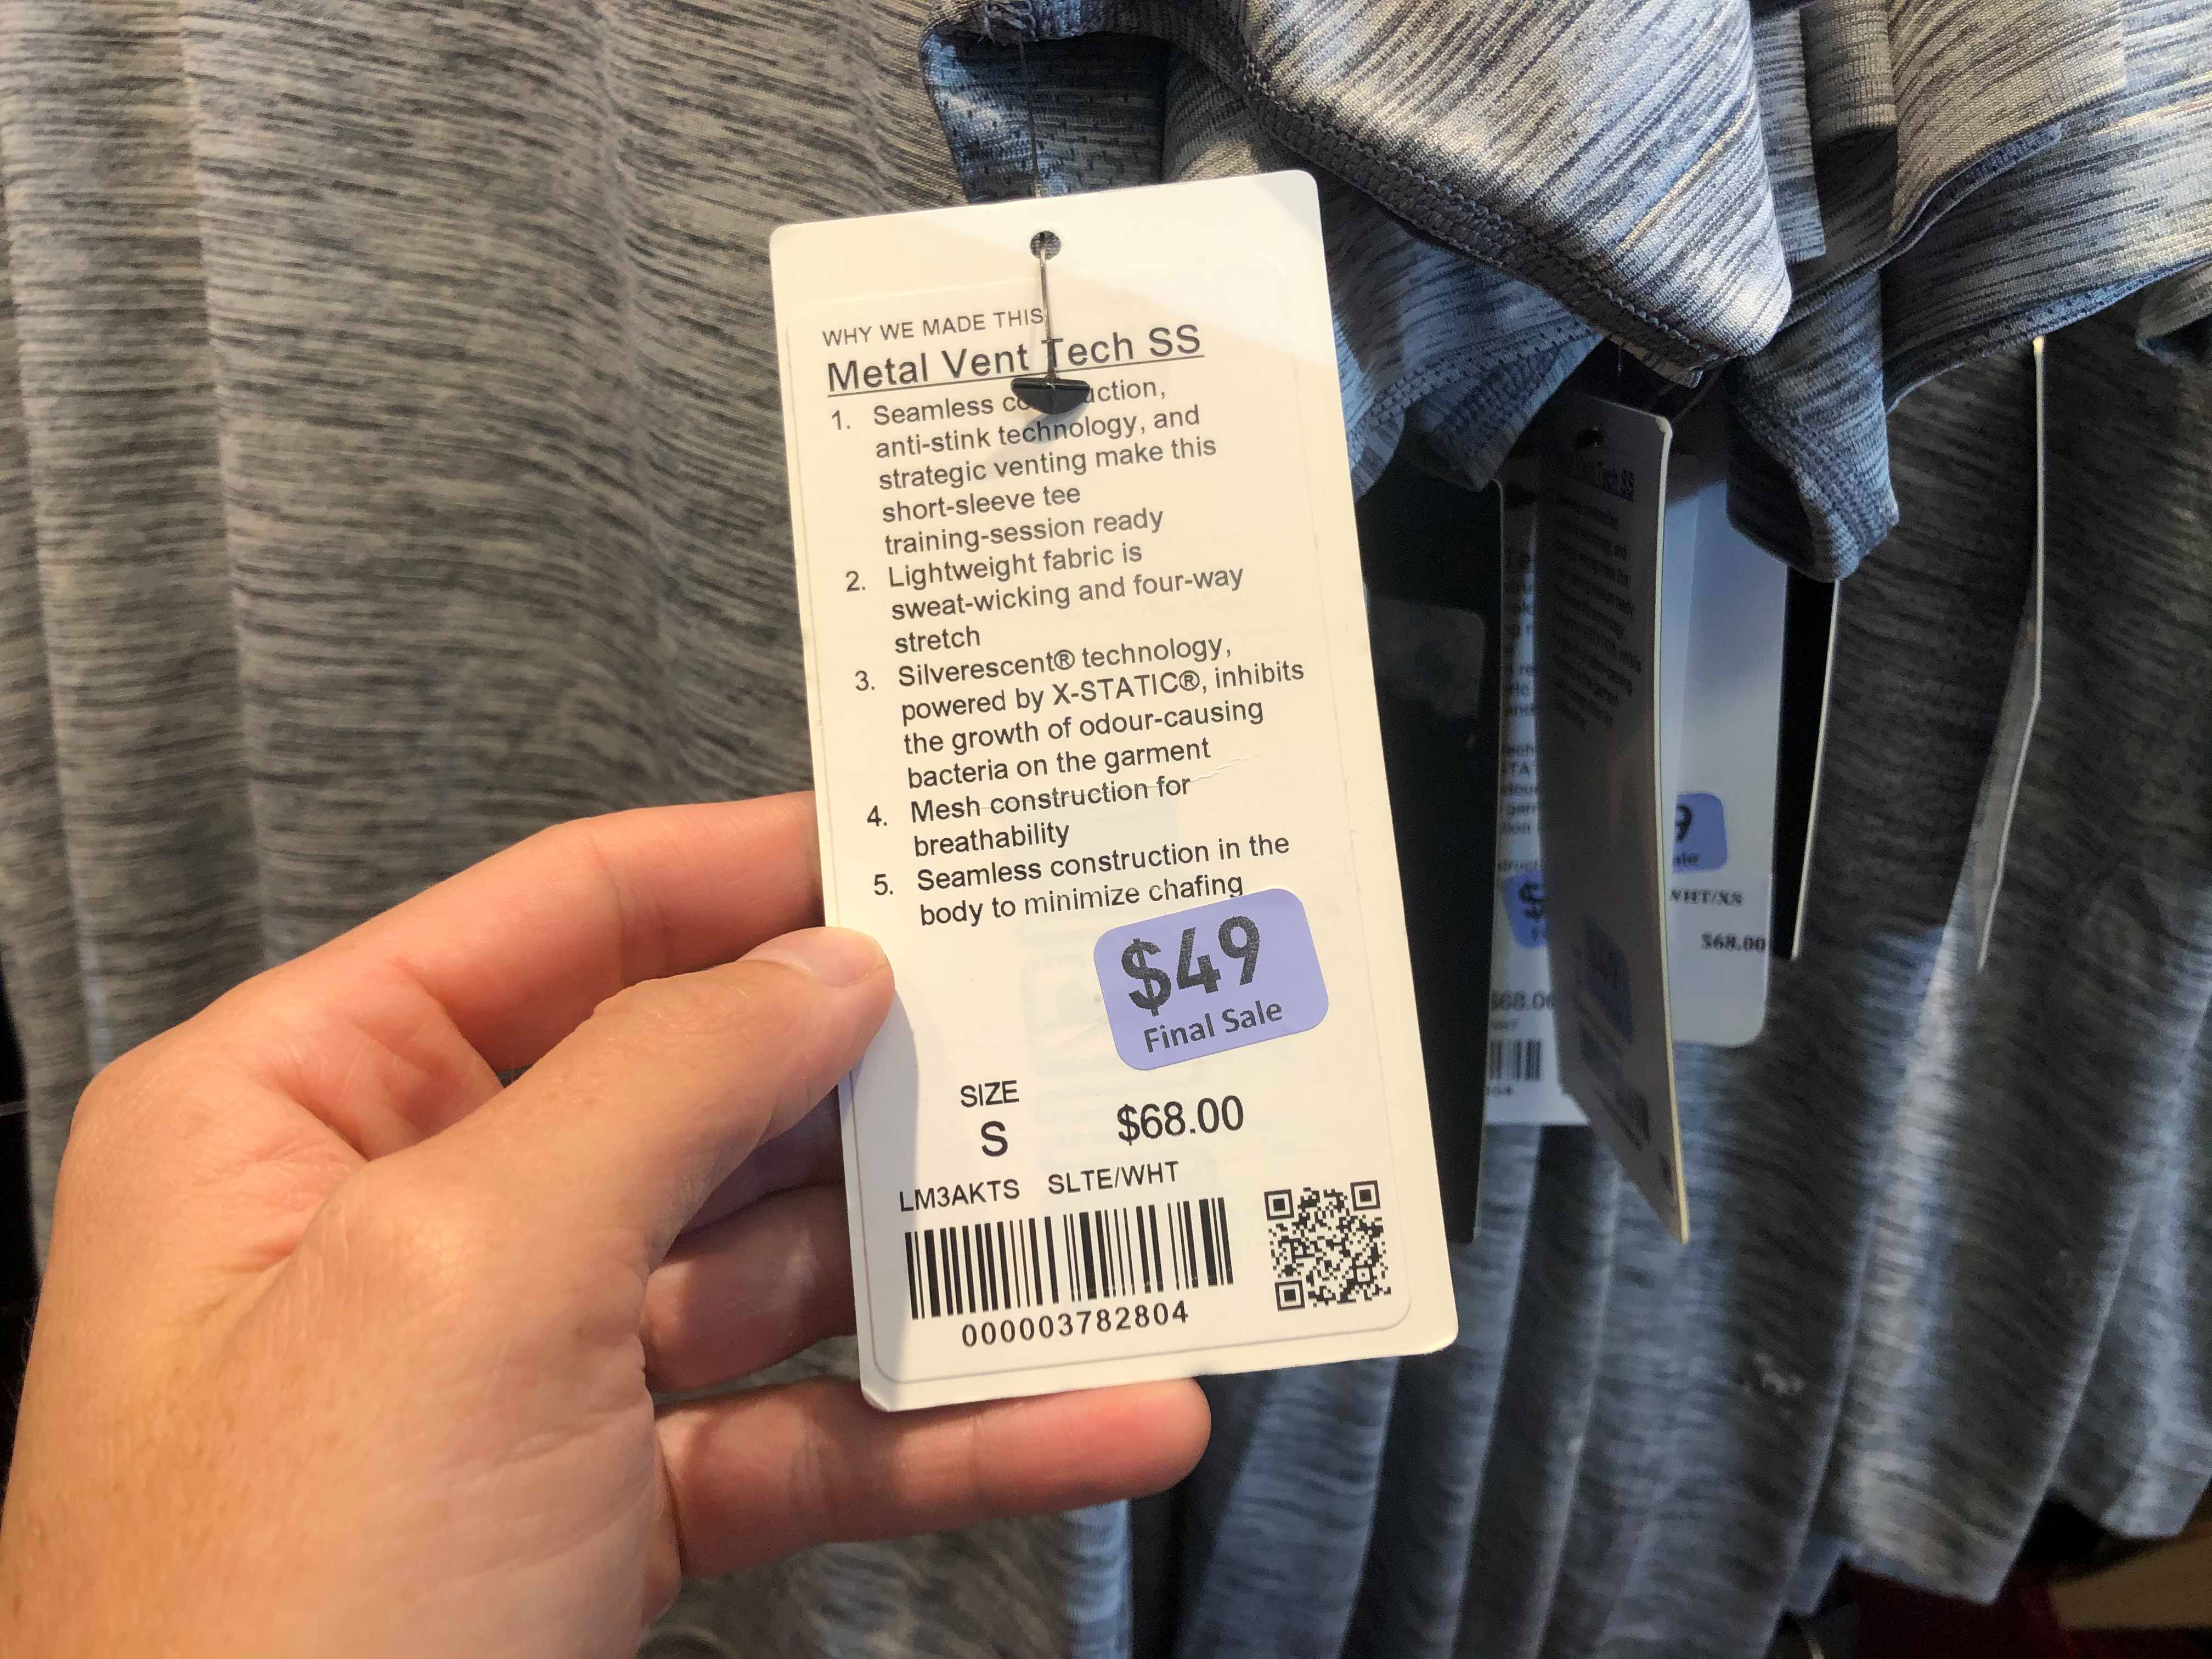 WHY WE MADE THIS
Metal Vent Tech SS
1. Seamless
anti-stink technology, and
strategic venting make this
short-sleeve tee
training-session ready
2. Lightweight fabric is
sweat-wicking and four-way
stretch
3. Silverescent® technology,
powered by X-STATIC®, inhibits
the growth of odour-causing
bacteria on the garment
4. Mesh construction for
breathability
5. Seamless construction in the
body to minimize chafing
$49
Final Sale
SIZE
S
$68.00
LM3AKTS SLTE/WHT
000003782804
WHT/XS
$68.00